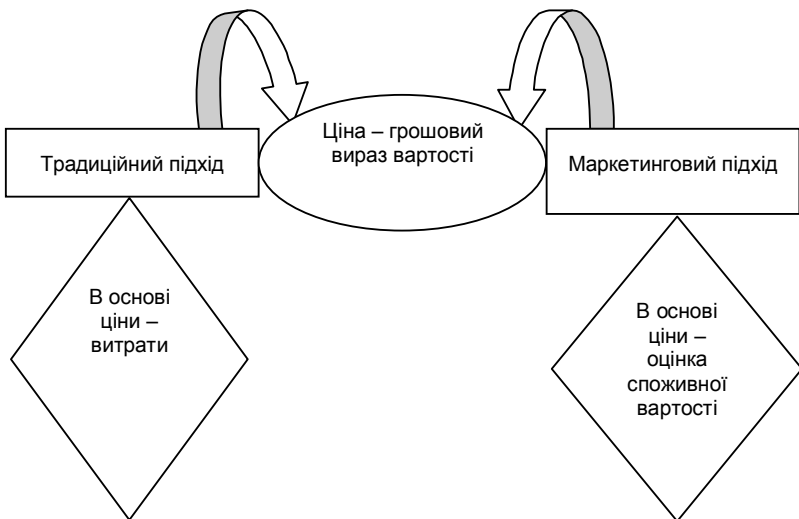 Ціна – грошовий
вираз вартості
Традиційний підхід
Маркетинговий підхід
В основі
ціни –
витрати
В основі
ціни –
оцінка
споживної
вартості